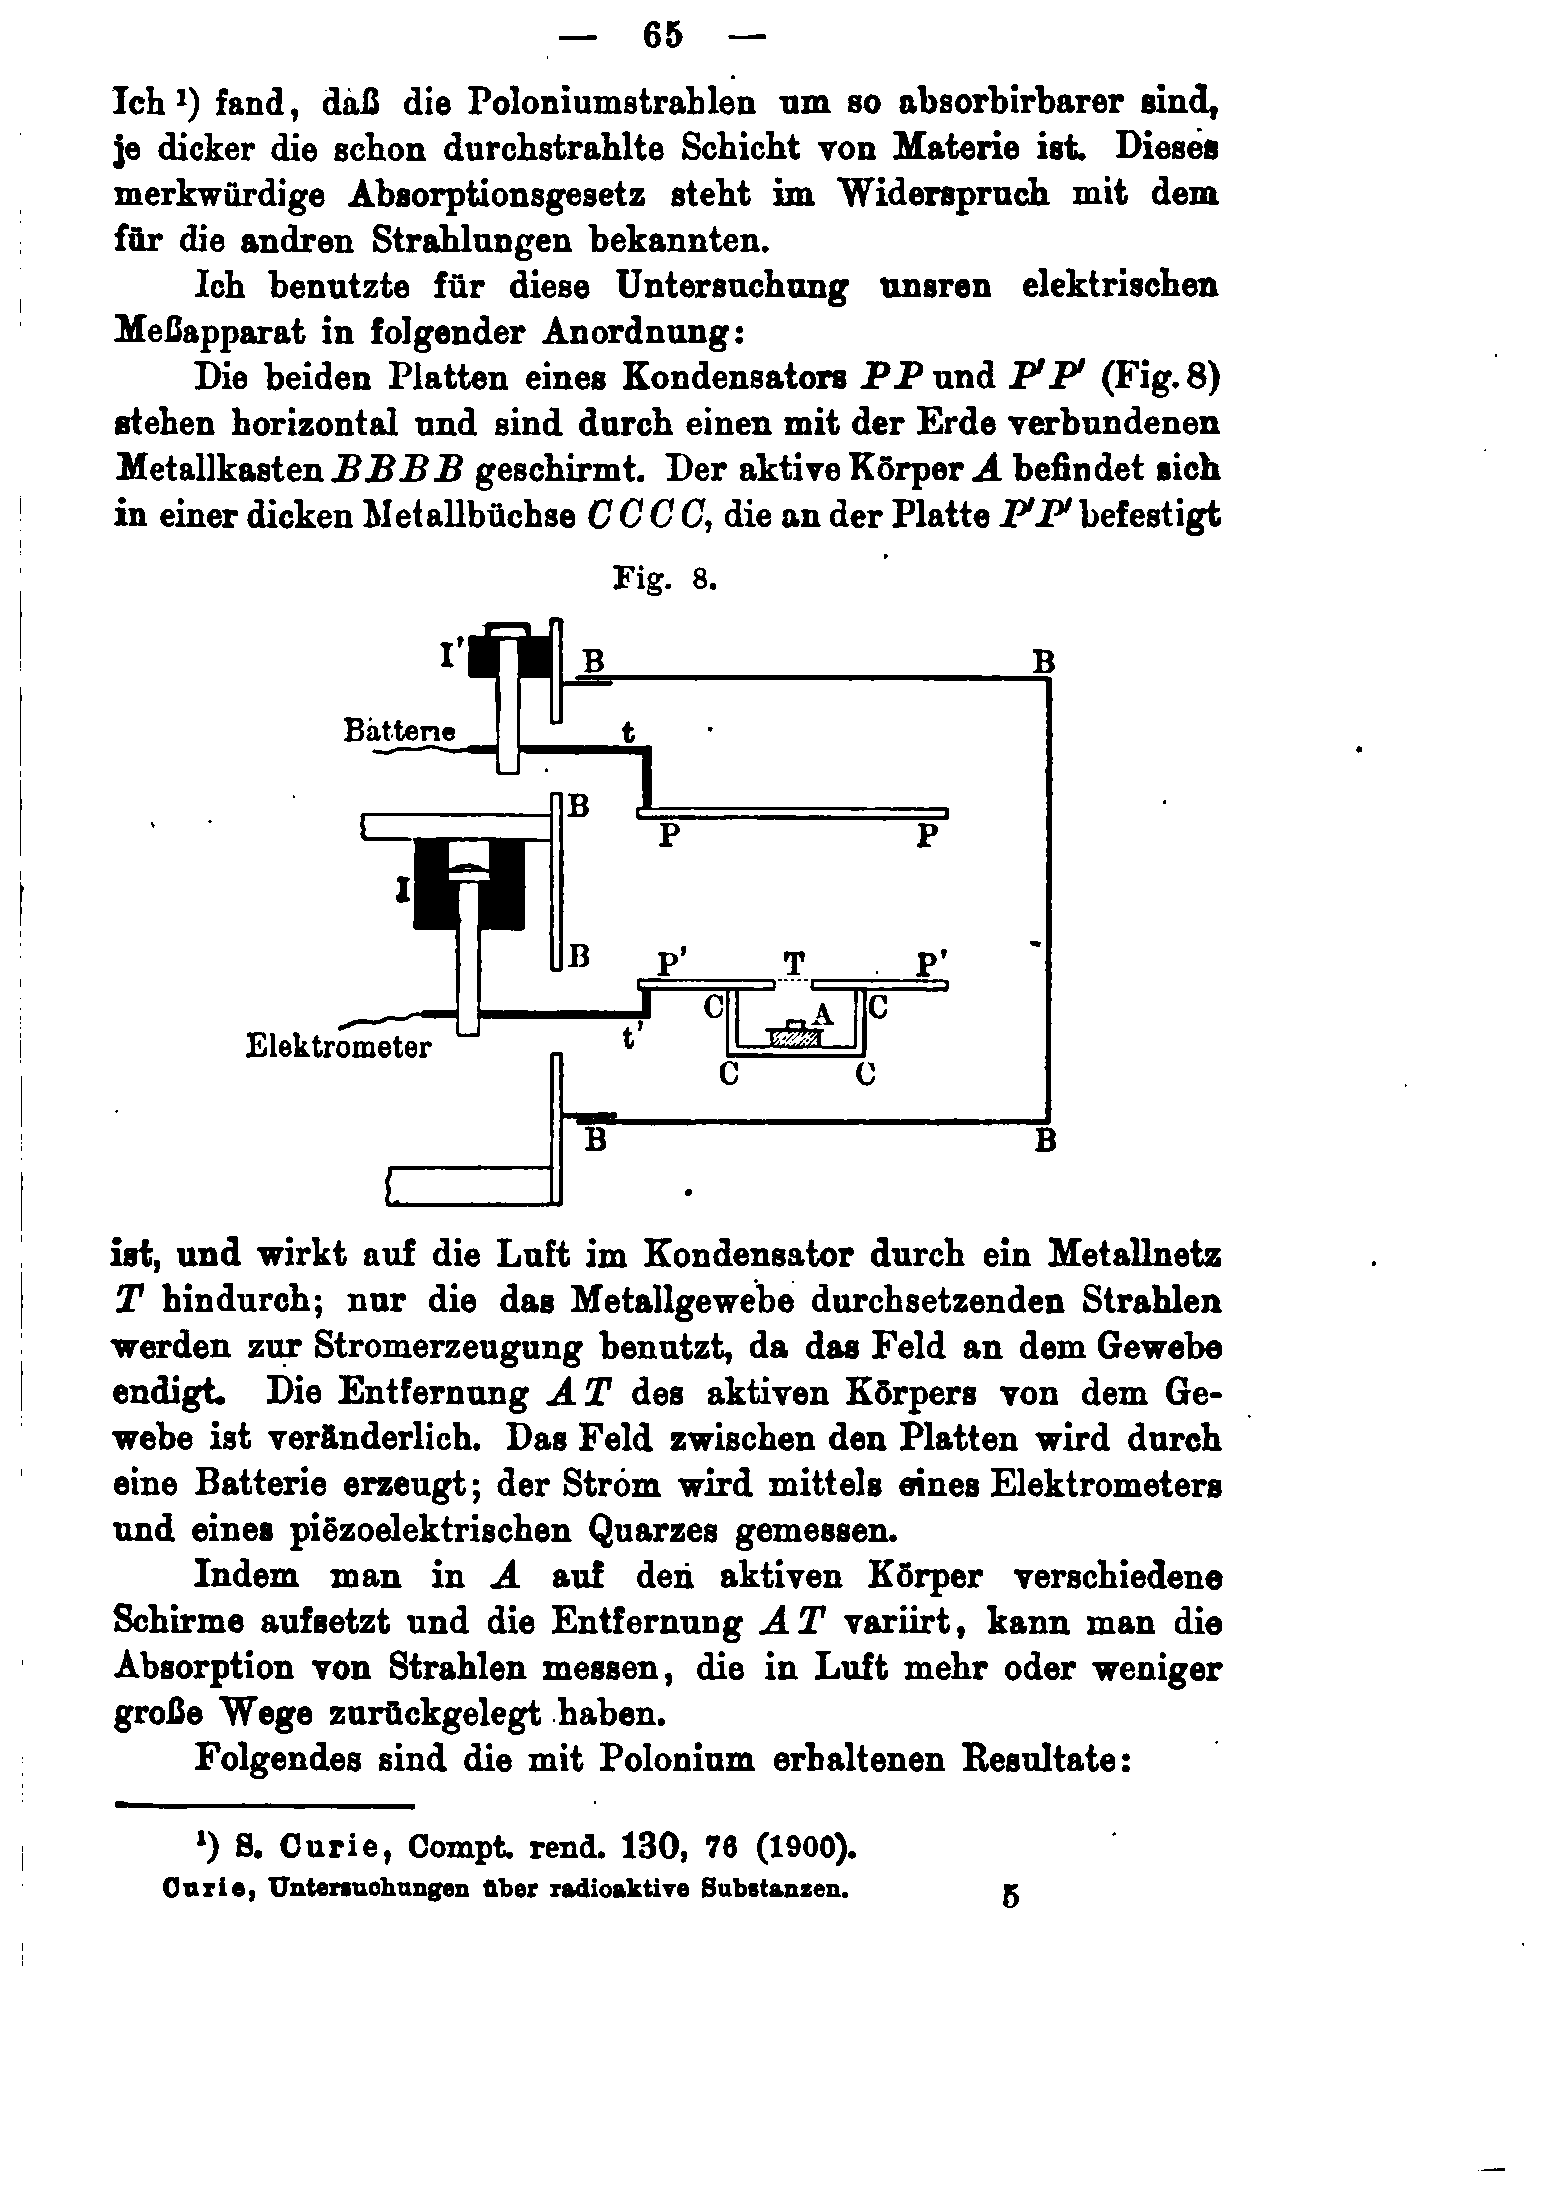 — 65 —
Ich ¹) fand, daß die Poloniumstrahlen um so absorbirbarer sind,
je dicker die schon durchstrahlte Schicht von Materie ist. Dieses
merkwürdige Absorptionsgesetz steht im Widerspruch mit dem
für die andren Strahlungen bekannten.
Ich benutzte für diese Untersuchung unsren elektrischen
Meßapparat in folgender Anordnung:
Die beiden Platten eines Kondensators PP und P'P' (Fig. 8)
stehen horizontal und sind durch einen mit der Erde verbundenen
Metallkasten BBBB geschirmt. Der aktive Körper A befindet sich
in einer dicken Metallbüchse CCCC, die an der Platte P'P' befestigt
Fig. 8.
I' B B
Batterie t
B
P P
I
B P' T P'
C A C
Elektrometer t'
C C
B B
ist, und wirkt auf die Luft im Kondensator durch ein Metallnetz
T hindurch; nur die das Metallgewebe durchsetzenden Strahlen
werden zur Stromerzeugung benutzt, da das Feld an dem Gewebe
endigt. Die Entfernung AT des aktiven Körpers von dem Ge-
webe ist veränderlich. Das Feld zwischen den Platten wird durch
eine Batterie erzeugt; der Strom wird mittels eines Elektrometers
und eines piëzoelektrischen Quarzes gemessen.
Indem man in A auf den aktiven Körper verschiedene
Schirme aufsetzt und die Entfernung AT variirt, kann man die
Absorption von Strahlen messen, die in Luft mehr oder weniger
große Wege zurückgelegt haben.
Folgendes sind die mit Polonium erhaltenen Resultate:
¹) S. Curie, Compt. rend. 130, 76 (1900).
Curie, Untersuchungen über radioaktive Substanzen. 5